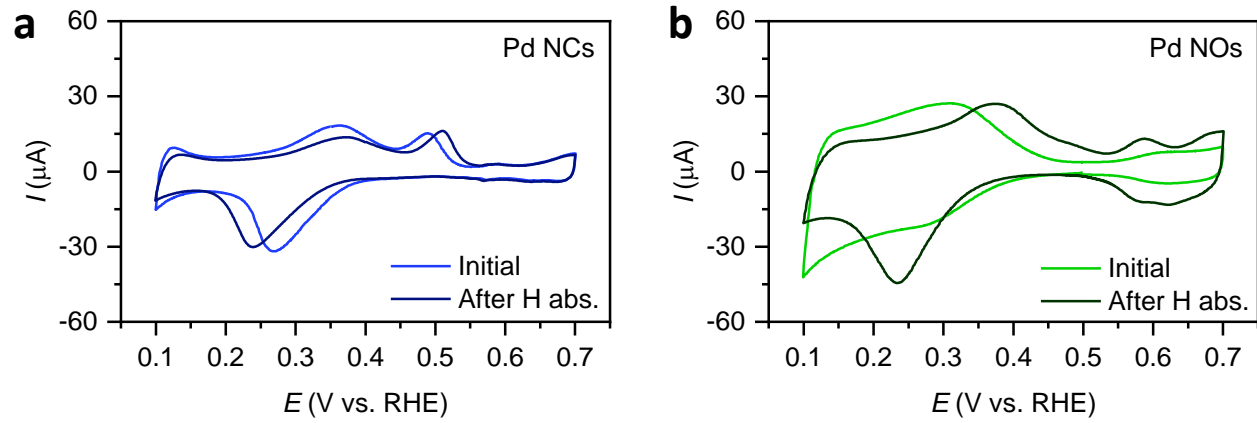 a
60
30
0
-30
-60
I (μA)
Pd NCs
Initial
After H abs.
0.1 0.2 0.3 0.4 0.5 0.6 0.7
E (V vs. RHE)
b
60
30
0
-30
-60
I (μA)
Pd NOs
Initial
After H abs.
0.1 0.2 0.3 0.4 0.5 0.6 0.7
E (V vs. RHE)